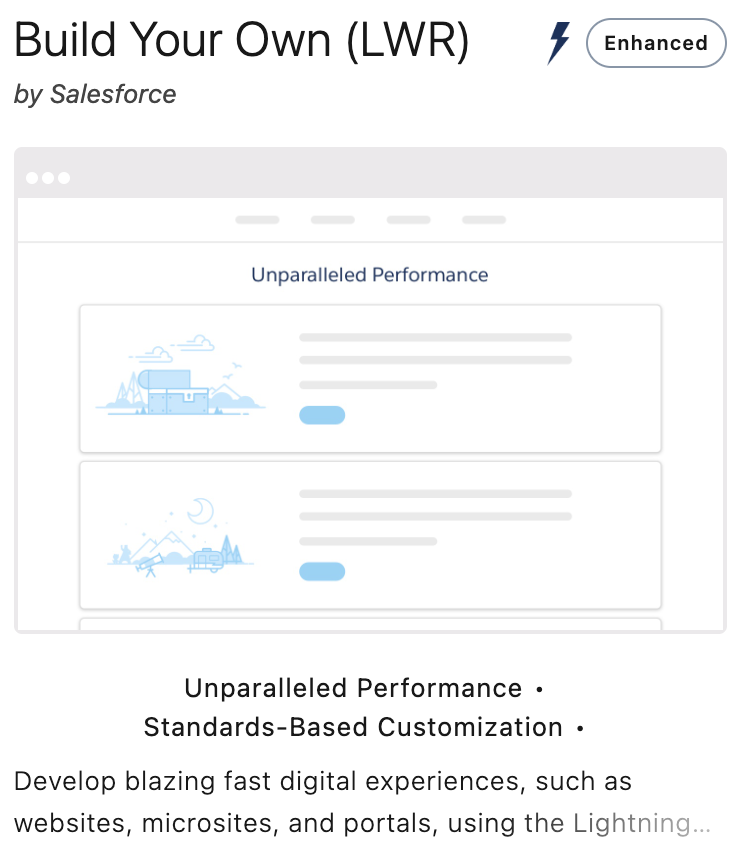 Build Your Own (LWR)
Enhanced
by Salesforce
Unparalleled Performance
Unparalleled Performance •
Standards-Based Customization •
Develop blazing fast digital experiences, such as
websites, microsites, and portals, using the Lightning...